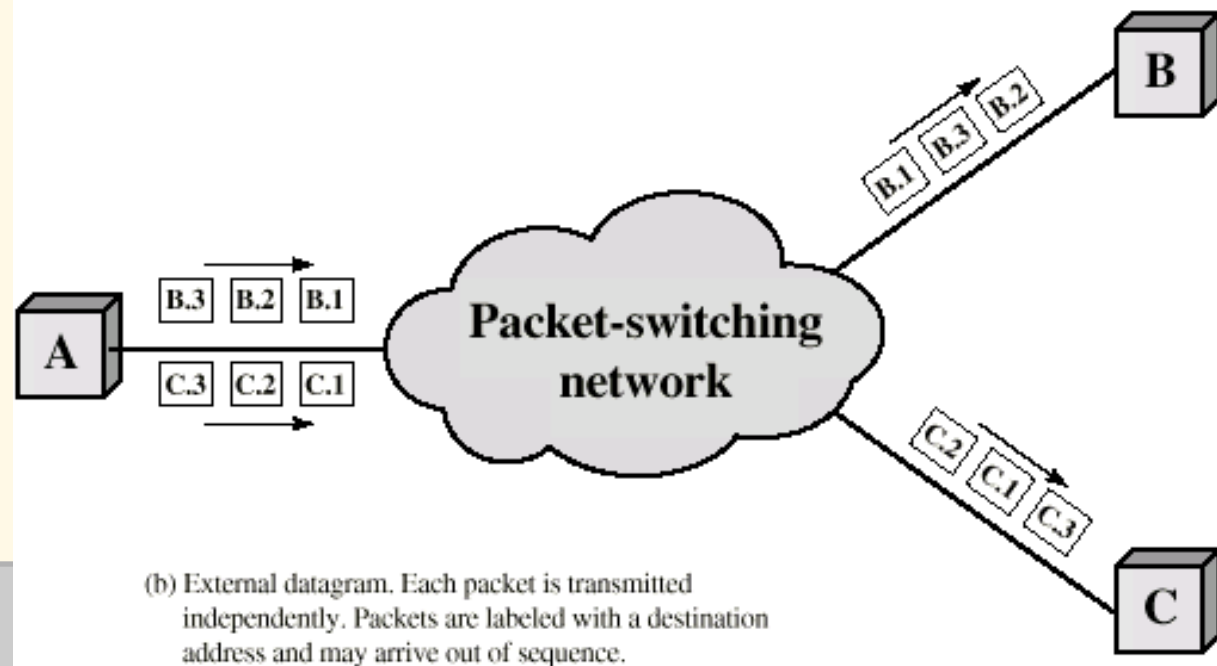 B
B.1 B.3 B.2
B.3 B.2 B.1
A
Packet-switching
network
C.3 C.2 C.1
C.2 C.1 C.3
C
(b) External datagram. Each packet is transmitted
independently. Packets are labeled with a destination
address and may arrive out of sequence.